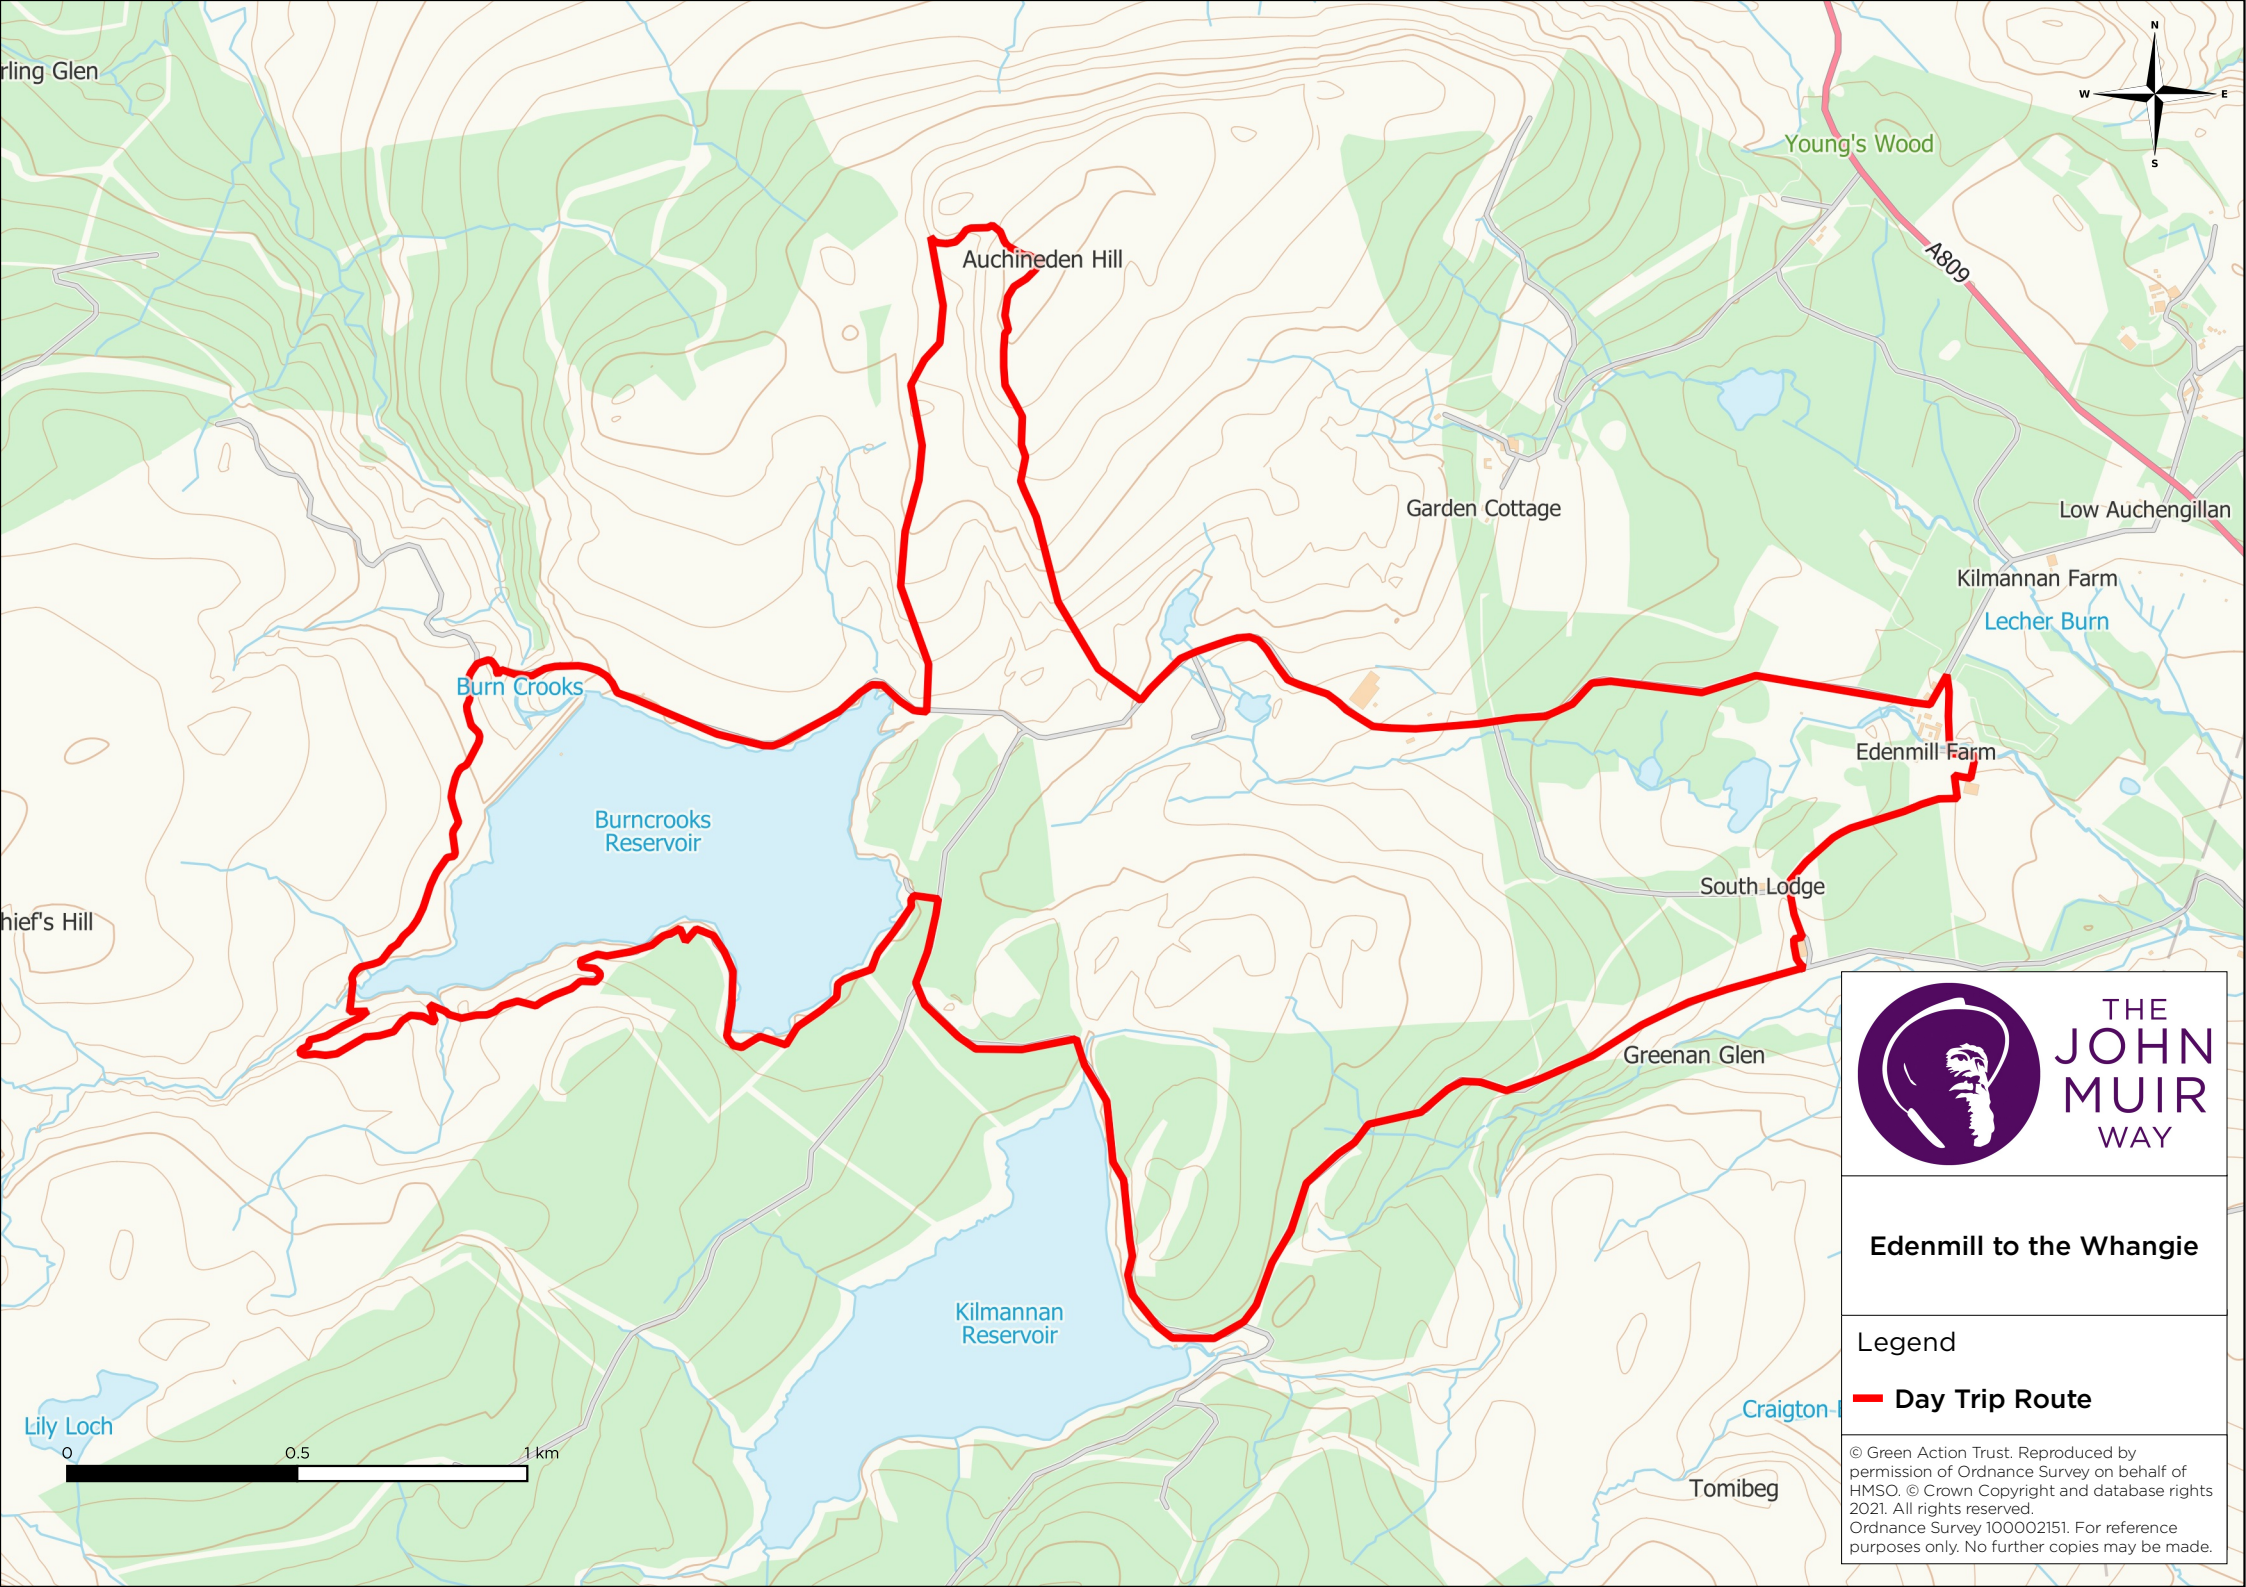 rling Glen
N
W
E
S
Young's Wood
A809
Auchineden Hill
Garden Cottage
Low Auchengillan
Kilmannan Farm
Lecher Burn
Burn Crooks
Edenmill Farm
Burncrooks
Reservoir
South Lodge
hief's Hill
Greenan Glen
THE
JOHN
MUIR
WAY
Edenmill to the Whangie
Kilmannan
Reservoir
Legend
Day Trip Route
Craigton
Lily Loch
0
0.5
1 km
Tomibeg
© Green Action Trust. Reproduced by
permission of Ordnance Survey on behalf of
HMSO. © Crown Copyright and database rights
2021. All rights reserved.
Ordnance Survey 100002151. For reference
purposes only. No further copies may be made.